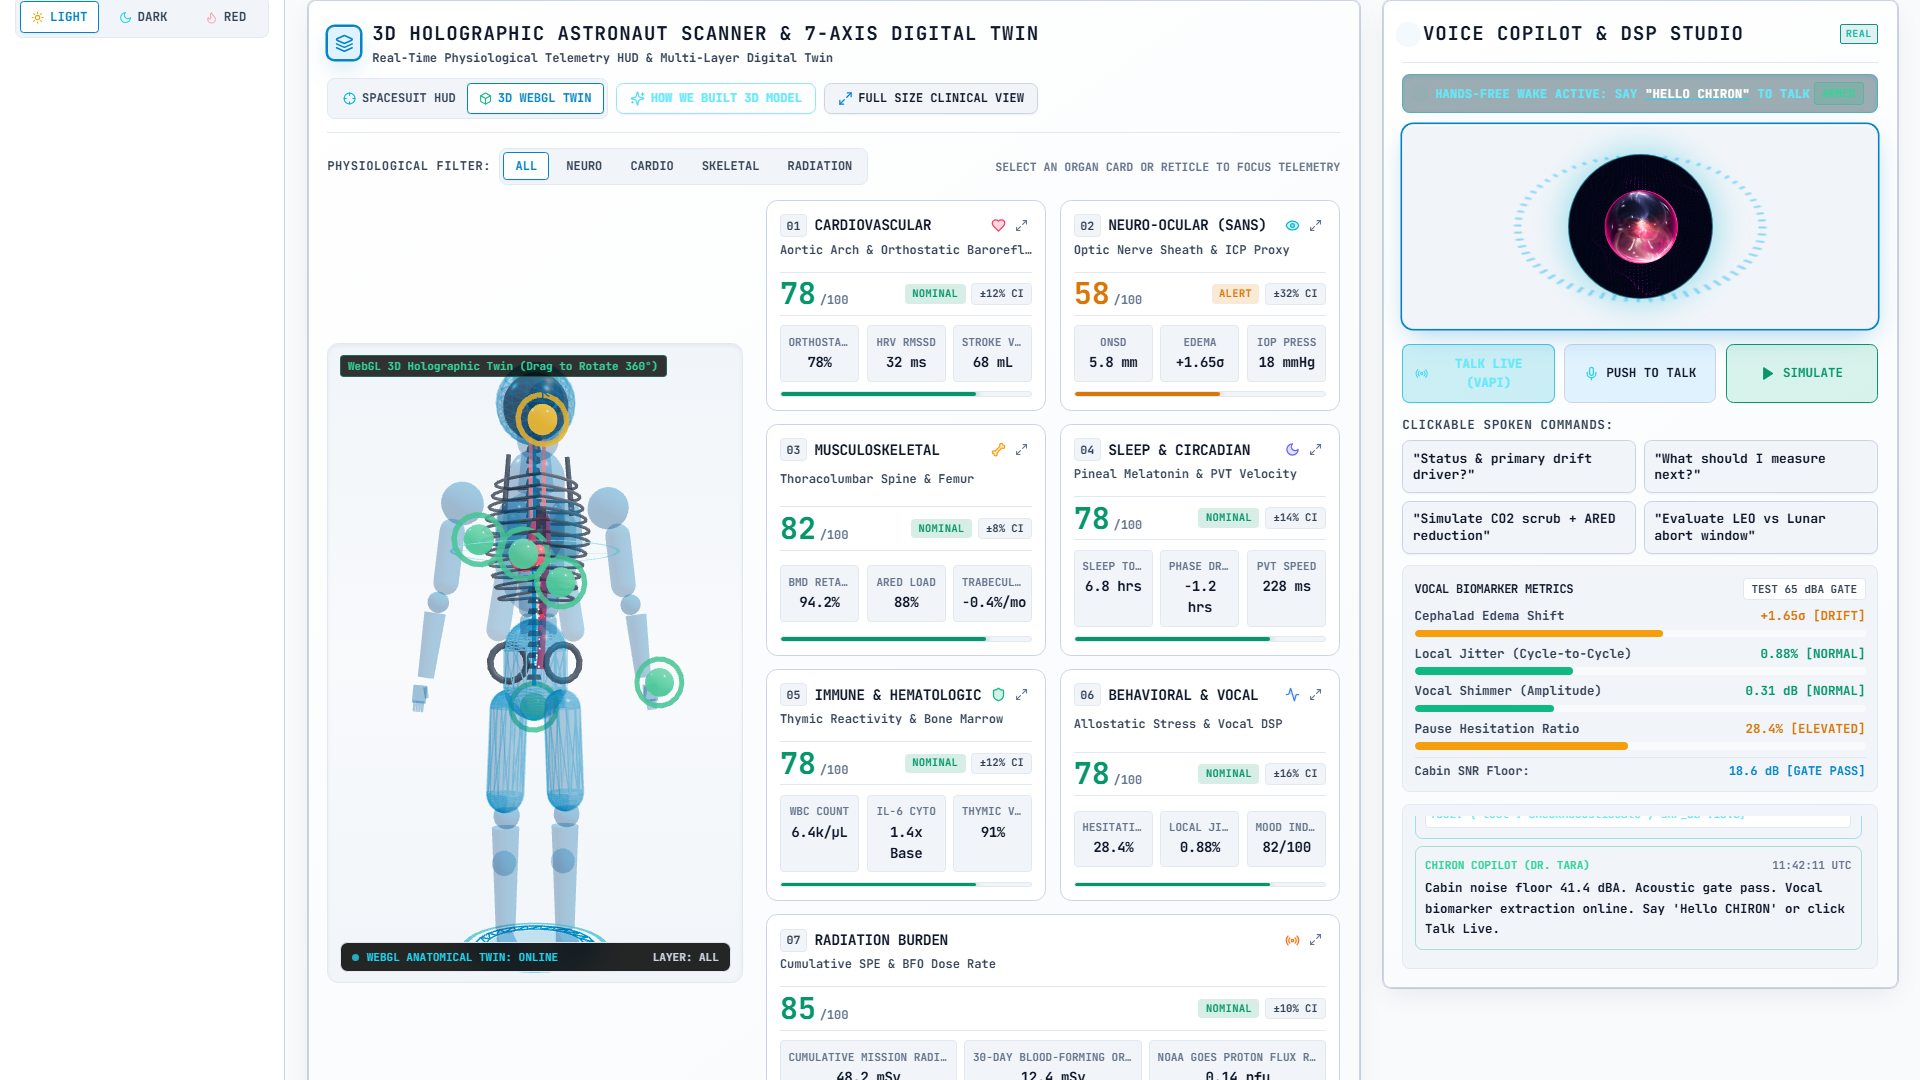 LIGHT
DARK
RED
3D HOLOGRAPHIC ASTRONAUT SCANNER & 7-AXIS DIGITAL TWIN
Real-Time Physiological Telemetry HUD & Multi-Layer Digital Twin
SPACESUIT HUD
3D WEBGL TWIN
HOW WE BUILT 3D MODEL
FULL SIZE CLINICAL VIEW
PHYSIOLOGICAL FILTER:
ALL
NEURO
CARDIO
SKELETAL
RADIATION
SELECT AN ORGAN CARD OR RETICLE TO FOCUS TELEMETRY
WebGL 3D Holographic Twin (Drag to Rotate 360°)
WEBGL ANATOMICAL TWIN: ONLINE
LAYER: ALL
01 CARDIOVASCULAR
Aortic Arch & Orthostatic Barorefl…
78 /100 NOMINAL ±12% CI
ORTHOSTA… HRV RMSSD STROKE V…
78% 32 ms 68 mL
02 NEURO-OCULAR (SANS)
Optic Nerve Sheath & ICP Proxy
58 /100 ALERT ±32% CI
ONSD EDEMA IOP PRESS
5.8 mm +1.65σ 18 mmHg
03 MUSCULOSKELETAL
Thoracolumbar Spine & Femur
82 /100 NOMINAL ±8% CI
BMD RETA… ARED LOAD TRABECUL…
94.2% 88% -0.4%/mo
04 SLEEP & CIRCADIAN
Pineal Melatonin & PVT Velocity
78 /100 NOMINAL ±14% CI
SLEEP TO… PHASE DR… PVT SPEED
6.8 hrs -1.2 228 ms
hrs
05 IMMUNE & HEMATOLOGIC
Thymic Reactivity & Bone Marrow
78 /100 NOMINAL ±12% CI
WBC COUNT IL-6 CYTO THYMIC V…
6.4k/μL 1.4x 91%
Base
06 BEHAVIORAL & VOCAL
Allostatic Stress & Vocal DSP
78 /100 NOMINAL ±16% CI
HESITATI… LOCAL JI… MOOD IND…
28.4% 0.88% 82/100
07 RADIATION BURDEN
Cumulative SPE & BFO Dose Rate
85 /100 NOMINAL ±10% CI
CUMULATIVE MISSION RADI… 30-DAY BLOOD-FORMING OR… NOAA GOES PROTON FLUX R…
48.2 mSv 12.4 mSv 0.14 pfu
VOICE COPILOT & DSP STUDIO
REAL
HANDS-FREE WAKE ACTIVE: SAY "HELLO CHIRON" TO TALK
TALK LIVE
(VAPI)
PUSH TO TALK
SIMULATE
CLICKABLE SPOKEN COMMANDS:
"Status & primary drift
driver?"
"What should I measure
next?"
"Simulate CO2 scrub + ARED
reduction"
"Evaluate LEO vs Lunar
abort window"
VOCAL BIOMARKER METRICS
TEST 65 dBA GATE
Cephalad Edema Shift +1.65σ [DRIFT]
Local Jitter (Cycle-to-Cycle) 0.88% [NORMAL]
Vocal Shimmer (Amplitude) 0.31 dB [NORMAL]
Pause Hesitation Ratio 28.4% [ELEVATED]
Cabin SNR Floor: 18.6 dB [GATE PASS]
CHIRON COPILOT (DR. TARA) 11:42:11 UTC
Cabin noise floor 41.4 dBA. Acoustic gate pass. Vocal
biomarker extraction online. Say 'Hello CHIRON' or click
Talk Live.